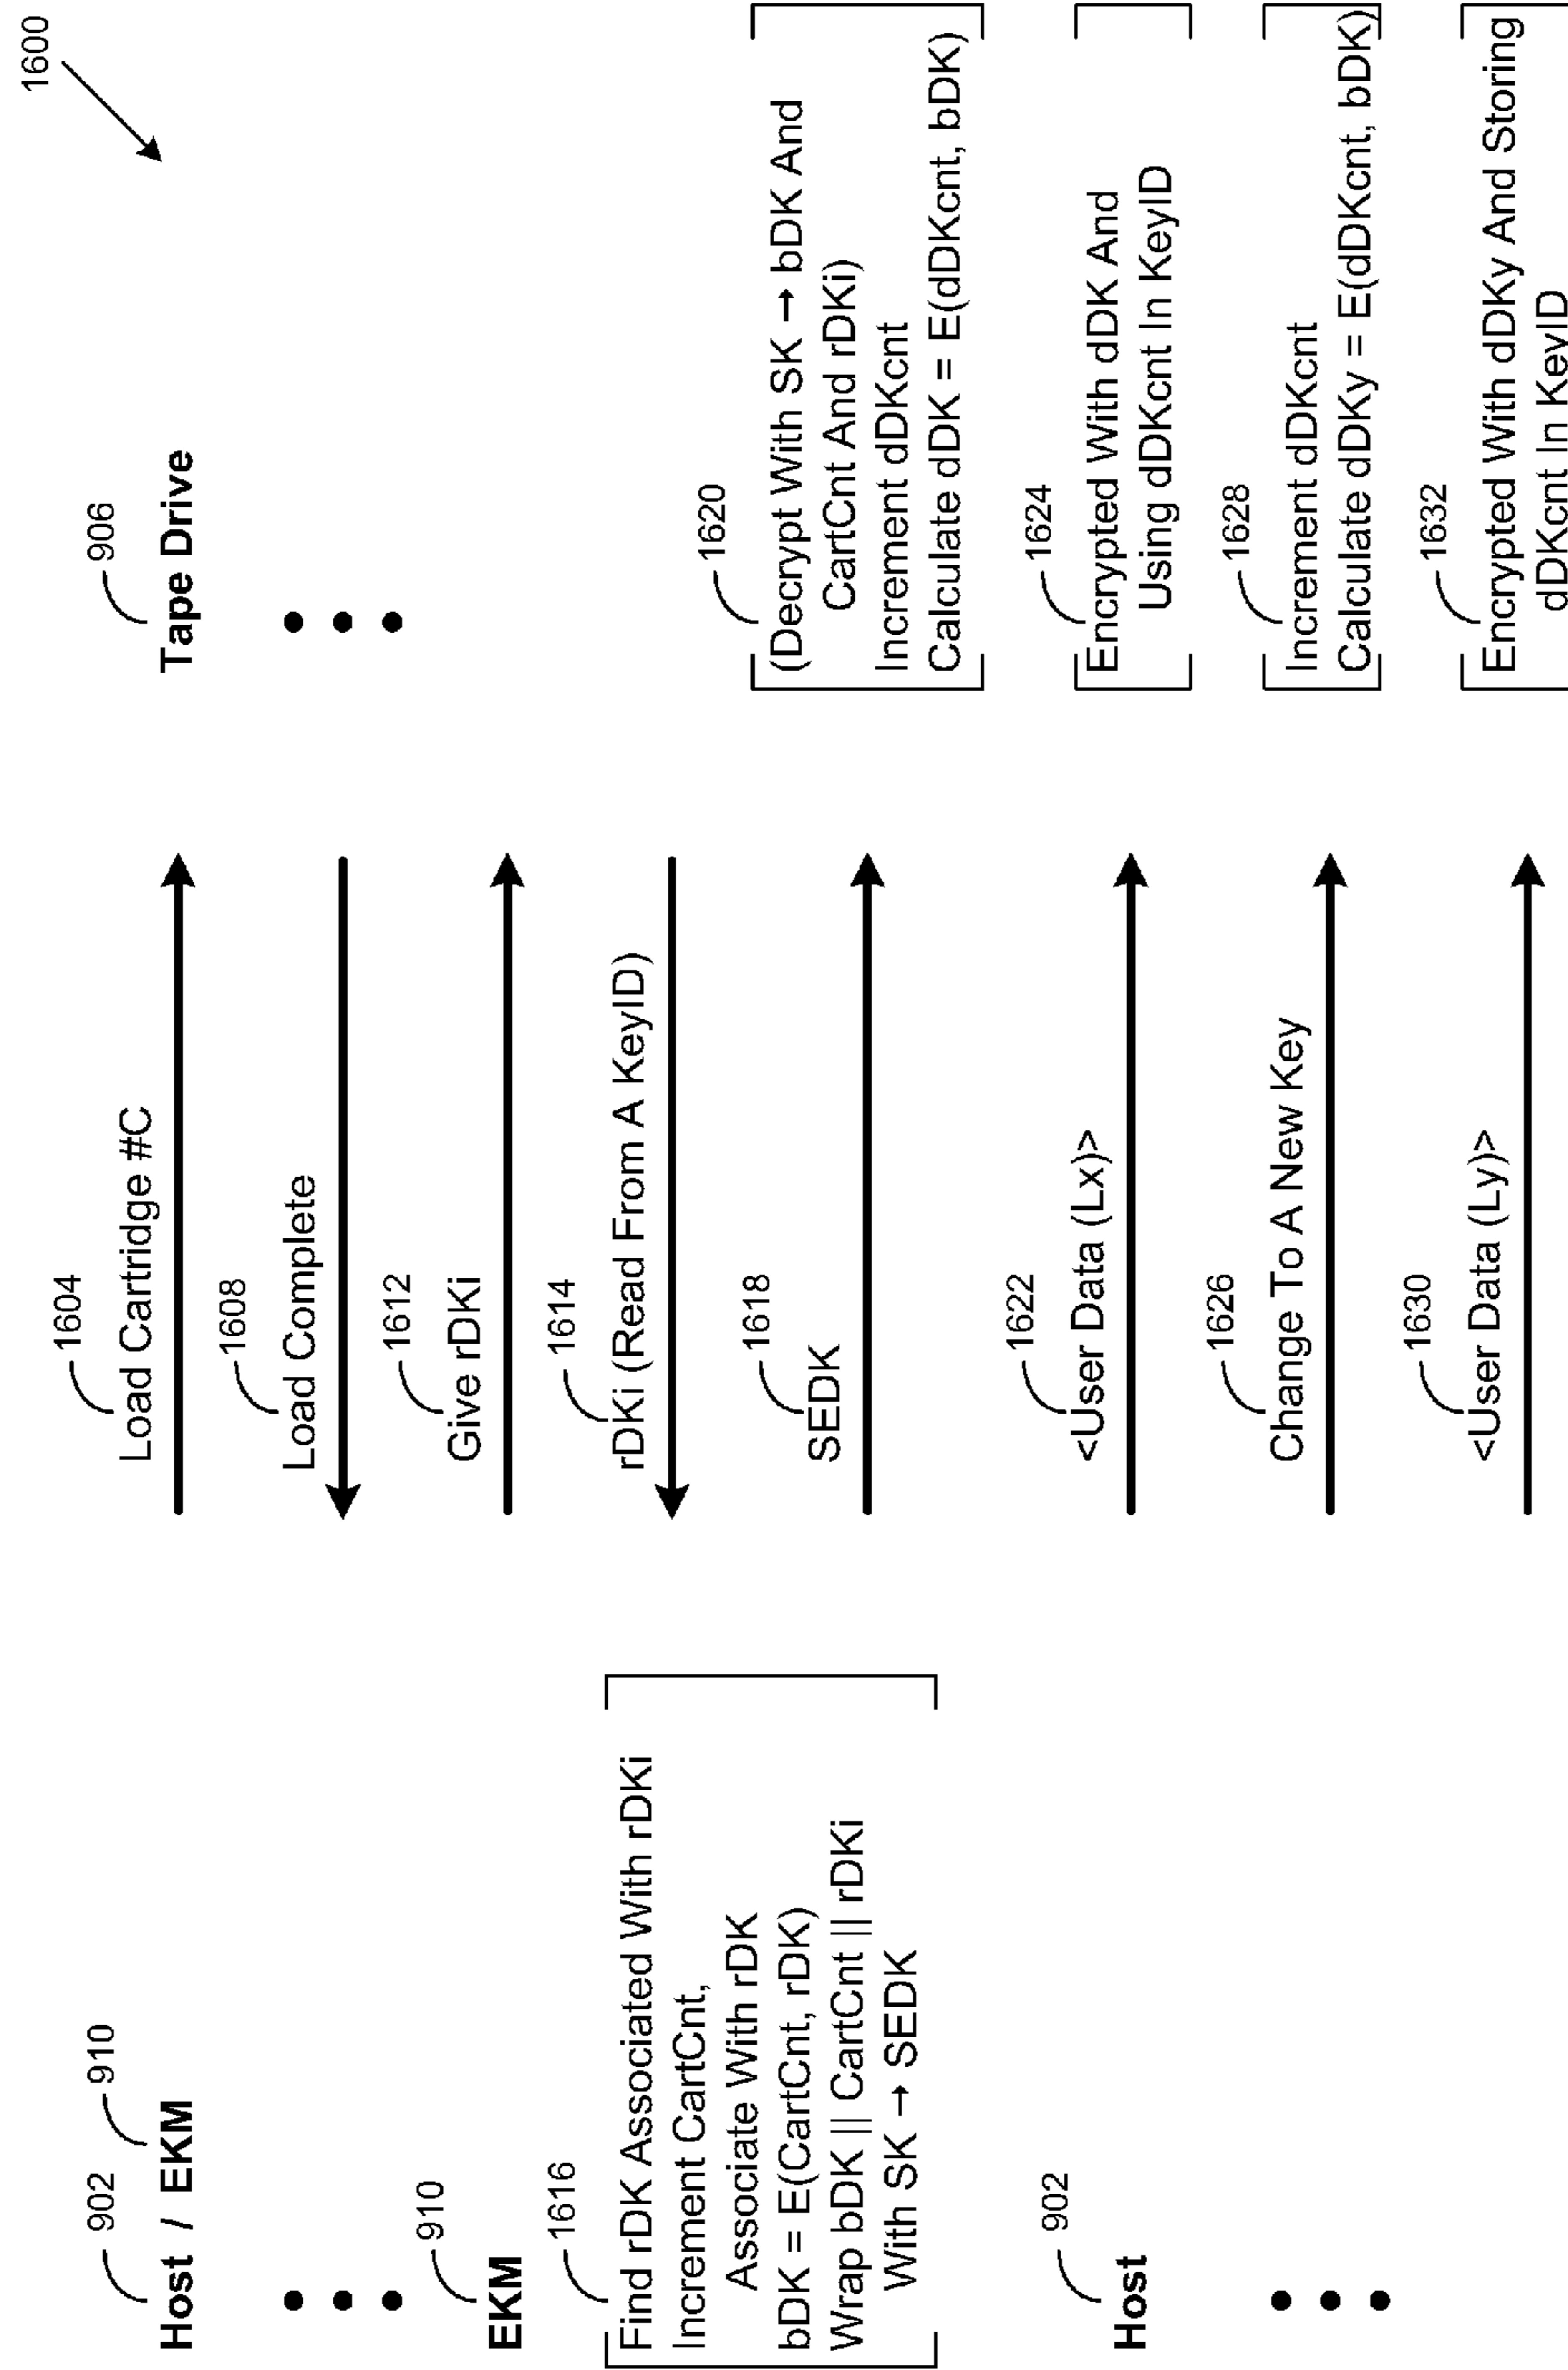 1600
902
910
906
Host / EKM
Tape Drive
1604
Load Cartridge #C
1608
Load Complete
910
EKM
1612
Give rDKi
1614
rDKi (Read From A KeyID)
1616
Find rDK Associated With rDKi
Increment CartCnt,
Associate With rDK
bDK = E(CartCnt, rDK)
Wrap bDK || CartCnt || rDKi
With SK → SEDK
1618
SEDK
1620
(Decrypt With SK → bDK And
CartCnt And rDKi)
Increment dDKcnt
Calculate dDK = E(dDKcnt, bDK)
902
Host
1622
<User Data (Lx)>
1624
Encrypted With dDK And
Using dDKcnt In KeyID
1626
Change To A New Key
1628
Increment dDKcnt
Calculate dDKy = E(dDKcnt, bDK)
1630
<User Data (Ly)>
1632
Encrypted With dDKy And Storing
dDKcnt In KeyID